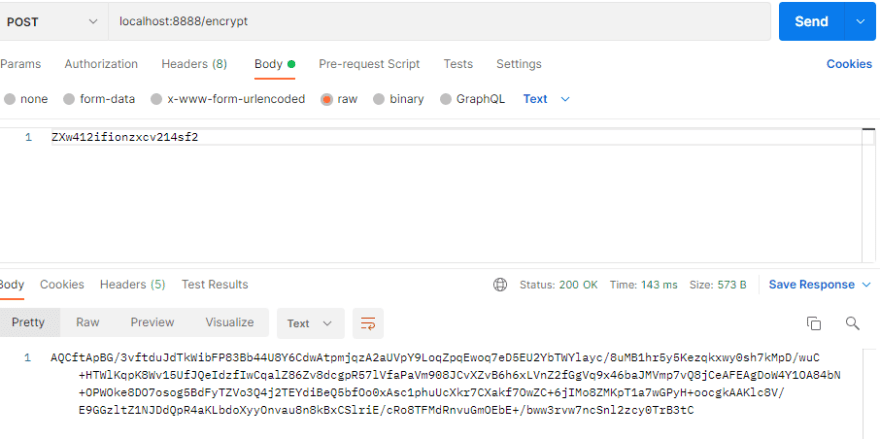 POST localhost:8888/encrypt Send
Params Authorization Headers (8) Body Pre-request Script Tests Settings Cookies
none form-data x-www-form-urlencoded raw binary GraphQL Text
1 ZXw412ifionzxcv214sf2
Body Cookies Headers (5) Test Results Status: 200 OK Time: 143 ms Size: 573 B Save Response
Pretty Raw Preview Visualize Text
1 AQCftApBG/3vftduJdTkWibFP83Bb44U8Y6CdwAtpmjqzA2aUVpY9LoqZpqEwoq7eD5EU2YbTWYlayc/8uMB1hr5y5Kezqkxwy0sh7kMpD/wuC
+HTWlKqpK8Wv15UfJQeIdzfIwCqalZ86Zv8dcgpR57lVfaPaVm908JCvXZvB6h6xLVnZ2fGgVq9x46baJMVmp7vQ8jCeAFEAgDoW4Y1OA84bN
+OPWOke8DO7osog5BdFyTZVo3Q4j2TEYdiBeQ5bfOo0xAsc1phuUcXkr7CXakf7OwZC+6jIMo8ZMKpT1a7wGPyH+oocgkAAKlc8V/
E9GGzltZ1NJDdQpR4aKLbdoXyyOnvau8n8kBxCSlriE/cRo8TFMdRnvuGmOEbE+/bww3rvw7ncSnl2zcy0TrB3tC